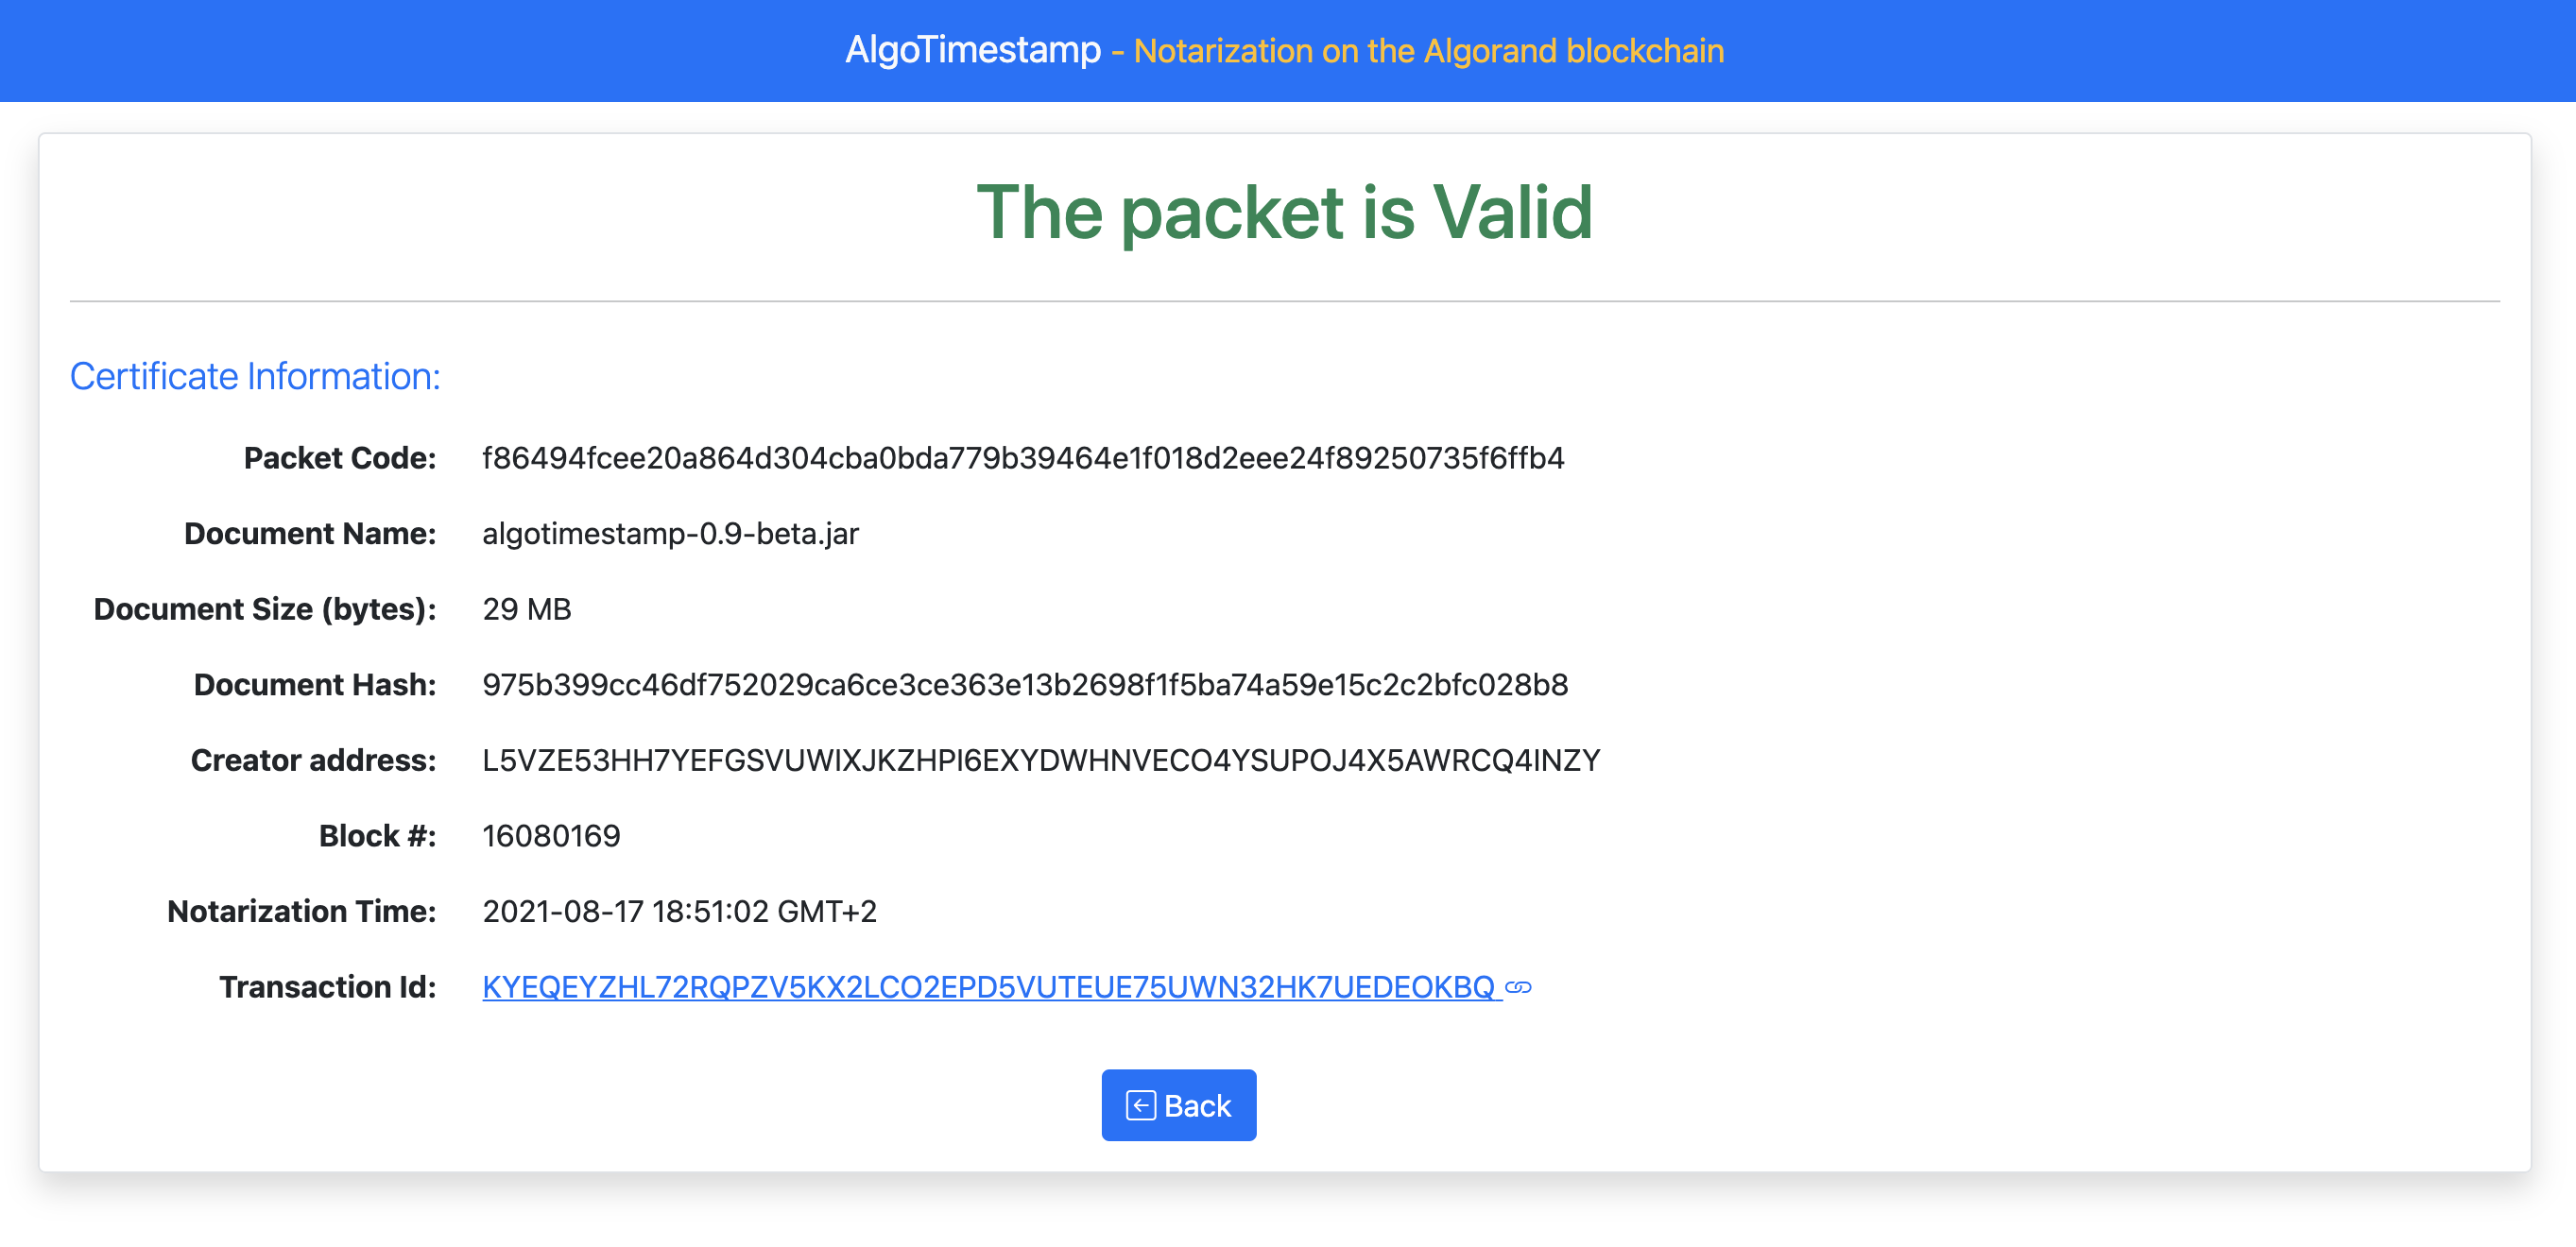 AlgoTimestamp - Notarization on the Algorand blockchain
The packet is Valid
Certificate Information:
Packet Code: f86494fcee20a864d304cba0bda779b39464e1f018d2eee24f89250735f6ffb4
Document Name: algotimestamp-0.9-beta.jar
Document Size (bytes): 29 MB
Document Hash: 975b399cc46df752029ca6ce3ce363e13b2698f1f5ba74a59e15c2c2bfc028b8
Creator address: L5VZE53HH7YEFGSVUWIXJKZHPI6EXYDWHNVECO4YSUPOJ4X5AWRCQ4INZY
Block #: 16080169
Notarization Time: 2021-08-17 18:51:02 GMT+2
Transaction Id: KYEQEYZHL72RQPZV5KX2LCO2EPD5VUTEUE75UWN32HK7UEDEOKBQ
Back